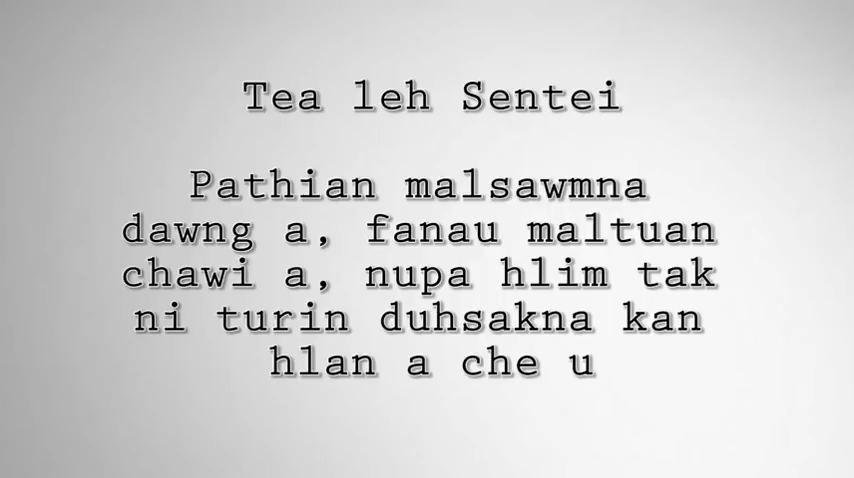 Tea leh Sentei
Pathian malsawmna
dawng a, fanau maltuan
chawi a, nupa hlim tak
ni turin duhsakna kan
hlan a che u